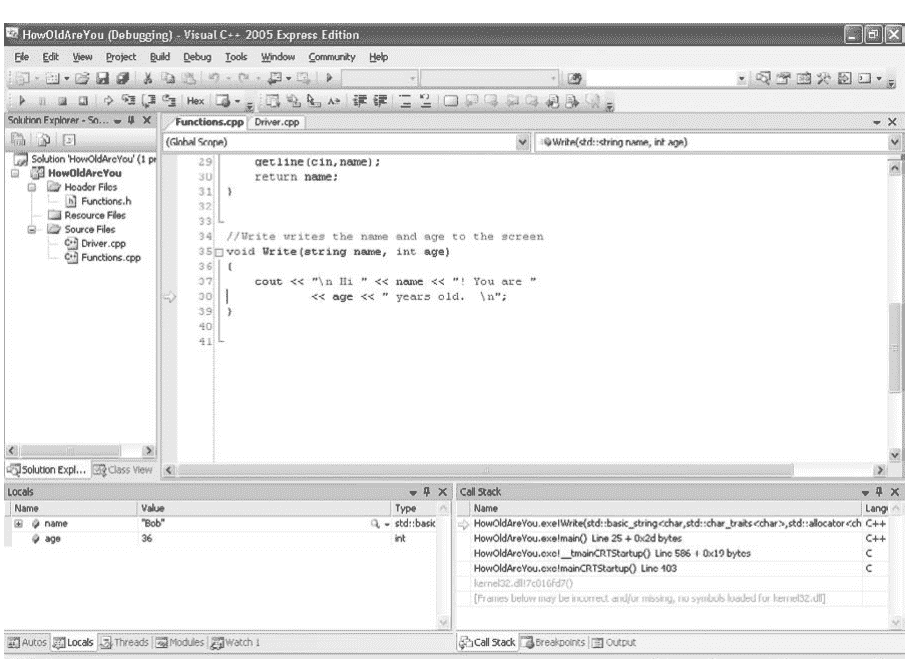 HowOldAreYou (Debugging) - Visual C++ 2005 Express Edition
File Edit View Project Build Debug Tools Window Community Help
Hex
Solution Explorer - So...
Functions.cpp Driver.cpp
(Global Scope)
Write(std::string name, int age)
Solution 'HowOldAreYou' (1 pr
HowOldAreYou
Header Files
Functions.h
Resource Files
Source Files
Driver.cpp
Functions.cpp
29 getline(cin,name);
30 return name;
31 }
32
33
34 //Write writes the name and age to the screen
35 void Write(string name, int age)
36 {
37 cout << "\n Hi " << name << "! You are "
38 << age << " years old. \n";
39 }
40
41
Solution Expl... Class View
Locals
Name Value Type
name "Bob" std::basic
age 36 int
Autos Locals Threads Modules Watch 1
Call Stack
Name Lang
HowOldAreYou.exe!Write(std::basic_string<char,std::char_traits<char>,std::allocator<ch C++
HowOldAreYou.exe!main() Line 25 + 0x2d bytes C++
HowOldAreYou.exe!__tmainCRTStartup() Line 586 + 0x19 bytes C
HowOldAreYou.exe!mainCRTStartup() Line 403 C
kernel32.dll!7c816fd7()
[Frames below may be incorrect and/or missing, no symbols loaded for kernel32.dll]
Call Stack Breakpoints Output